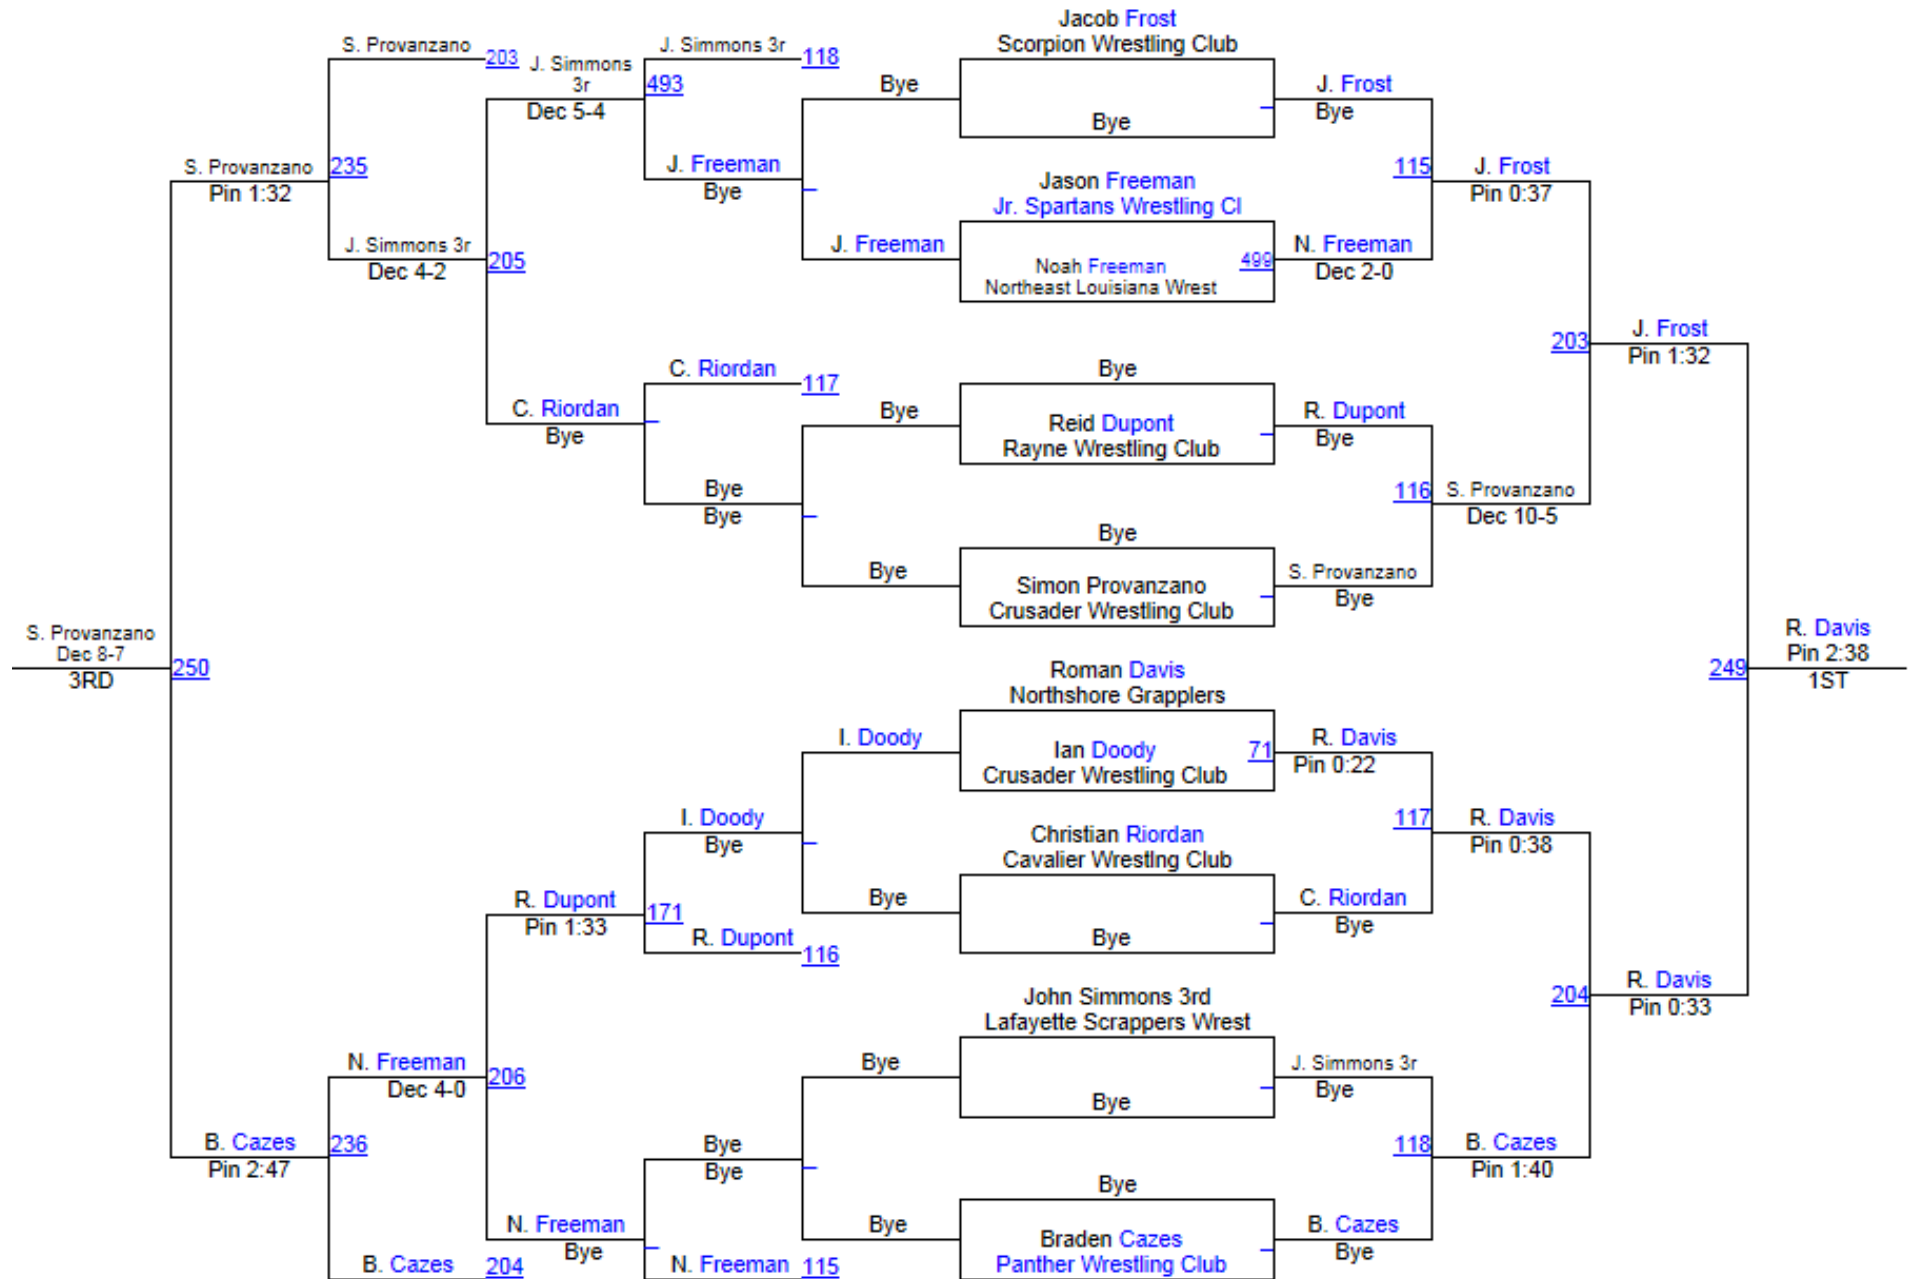 Jacob Frost
Scorpion Wrestling Club
S. Provanzano
203
J. Simmons
3r
Dec 5-4
J. Simmons 3r
118
493
Bye
Bye
J. Frost
Bye
S. Provanzano
Pin 1:32
235
J. Freeman
Bye
Jason Freeman
Jr. Spartans Wrestling Cl
115
J. Frost
Pin 0:37
J. Simmons 3r
Dec 4-2
205
J. Freeman
Noah Freeman
Northeast Louisiana Wrest
499
N. Freeman
Dec 2-0
203
J. Frost
Pin 1:32
C. Riordan
117
Bye
C. Riordan
Bye
Bye
Reid Dupont
Rayne Wrestling Club
R. Dupont
Bye
Bye
Bye
116
S. Provanzano
Dec 10-5
Bye
Bye
Simon Provanzano
Crusader Wrestling Club
S. Provanzano
Bye
S. Provanzano
Dec 8-7
3RD
250
Roman Davis
Northshore Grapplers
249
R. Davis
Pin 2:38
1ST
I. Doody
Ian Doody
Crusader Wrestling Club
71
R. Davis
Pin 0:22
I. Doody
Bye
Christian Riordan
Cavalier Wrestlng Club
117
R. Davis
Pin 0:38
R. Dupont
Pin 1:33
171
R. Dupont
116
Bye
Bye
C. Riordan
Bye
John Simmons 3rd
Lafayette Scrappers Wrest
204
R. Davis
Pin 0:33
N. Freeman
Dec 4-0
206
Bye
Bye
J. Simmons 3r
Bye
B. Cazes
Pin 2:47
236
Bye
Bye
118
B. Cazes
Pin 1:40
Bye
N. Freeman
Bye
Bye
Braden Cazes
Panther Wrestling Club
B. Cazes
Bye
B. Cazes
204
N. Freeman
115